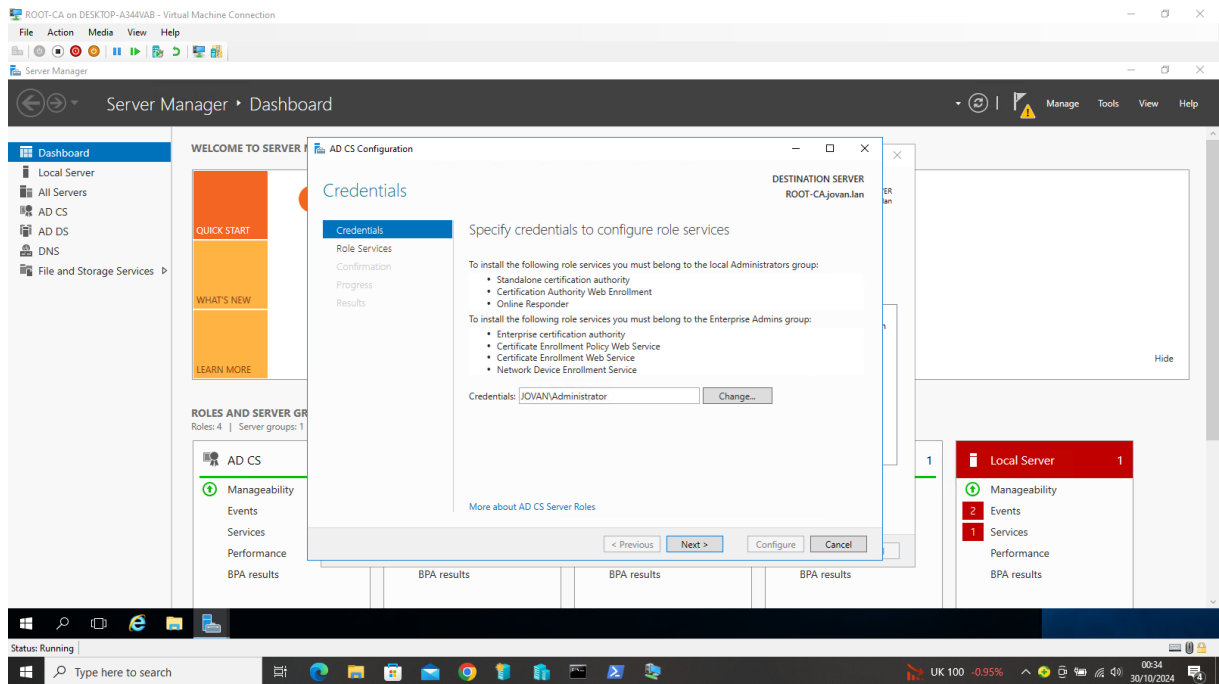 ROOT-CA on DESKTOP-A344VAB - Virtual Machine Connection
File Action Media View Help
Server Manager
Server Manager • Dashboard
Manage Tools View Help
Dashboard
Local Server
All Servers
AD CS
AD DS
DNS
File and Storage Services
WELCOME TO SERVER
QUICK START
WHAT'S NEW
LEARN MORE
Hide
ROLES AND SERVER GR
Roles: 4 | Server groups: 1
AD CS
Manageability
Events
Services
Performance
BPA results
BPA results
BPA results
BPA results
1
Local Server 1
Manageability
2 Events
1 Services
Performance
BPA results
AD CS Configuration
Credentials
DESTINATION SERVER
ROOT-CA.jovan.lan
Credentials
Role Services
Confirmation
Progress
Results
Specify credentials to configure role services
To install the following role services you must belong to the local Administrators group:
• Standalone certification authority
• Certification Authority Web Enrollment
• Online Responder
To install the following role services you must belong to the Enterprise Admins group:
• Enterprise certification authority
• Certificate Enrollment Policy Web Service
• Certificate Enrollment Web Service
• Network Device Enrollment Service
Credentials: JOVAN\Administrator Change...
More about AD CS Server Roles
< Previous Next > Configure Cancel
Status: Running
Type here to search
UK 100 -0.95%
00:34
30/10/2024
4